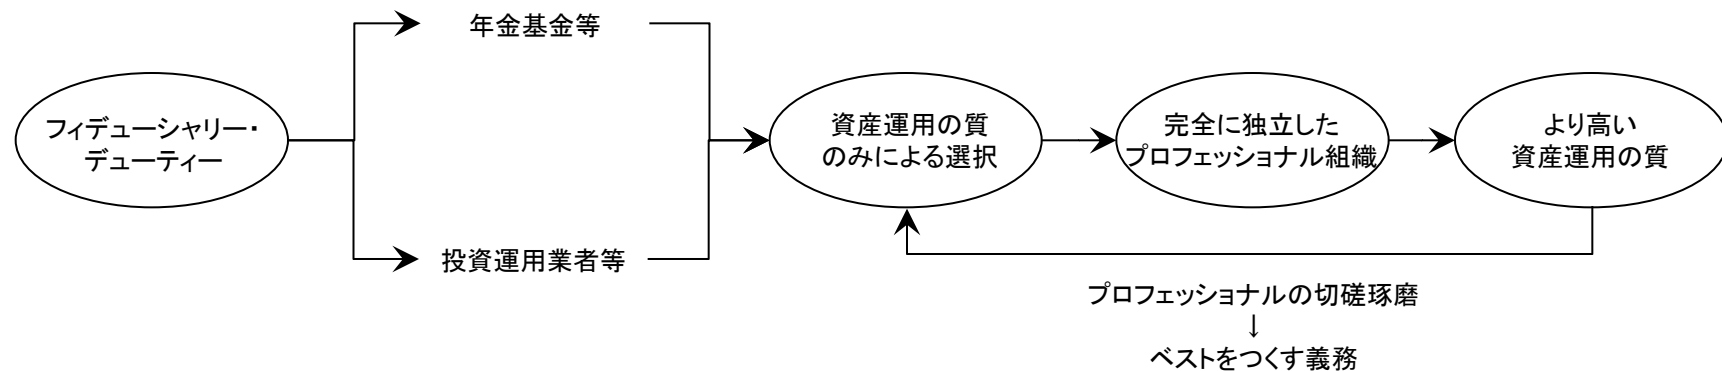 年金基金等
フィデューシャリー・
デューティー
資産運用の質
のみによる選択
完全に独立した
プロフェッショナル組織
より高い
資産運用の質
投資運用業者等
プロフェッショナルの切磋琢磨
↓
ベストをつくす義務